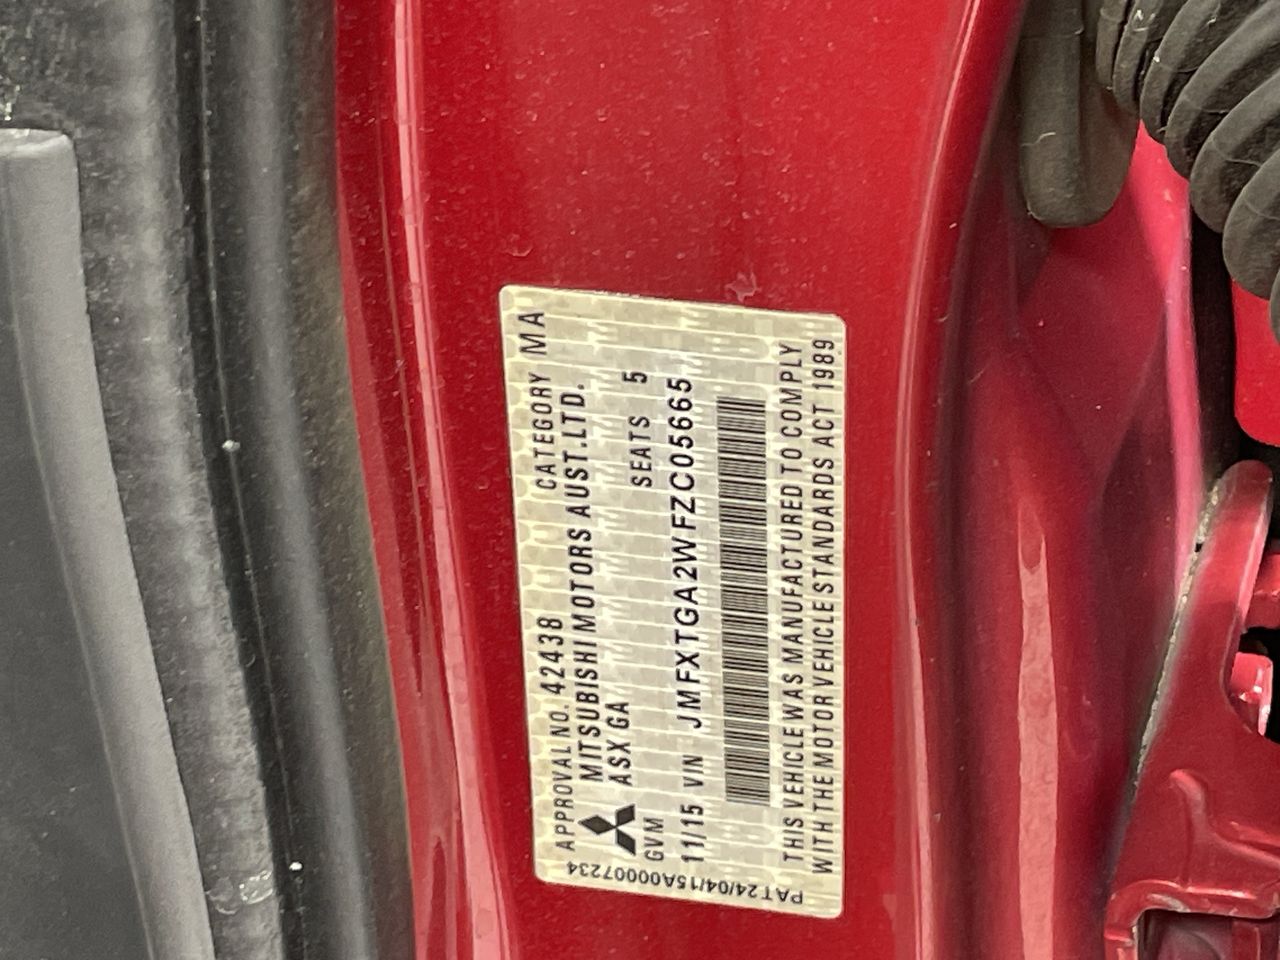 APPROVAL NO. 42438 CATEGORY MA
MITSUBISHI MOTORS AUST.LTD.
ASX GA
GVM SEATS 5
11/15 VIN JMFXTGA2WFZC05665
THIS VEHICLE WAS MANUFACTURED TO COMPLY
WITH THE MOTOR VEHICLE STANDARDS ACT 1989.
PAT24/04/15A00007234